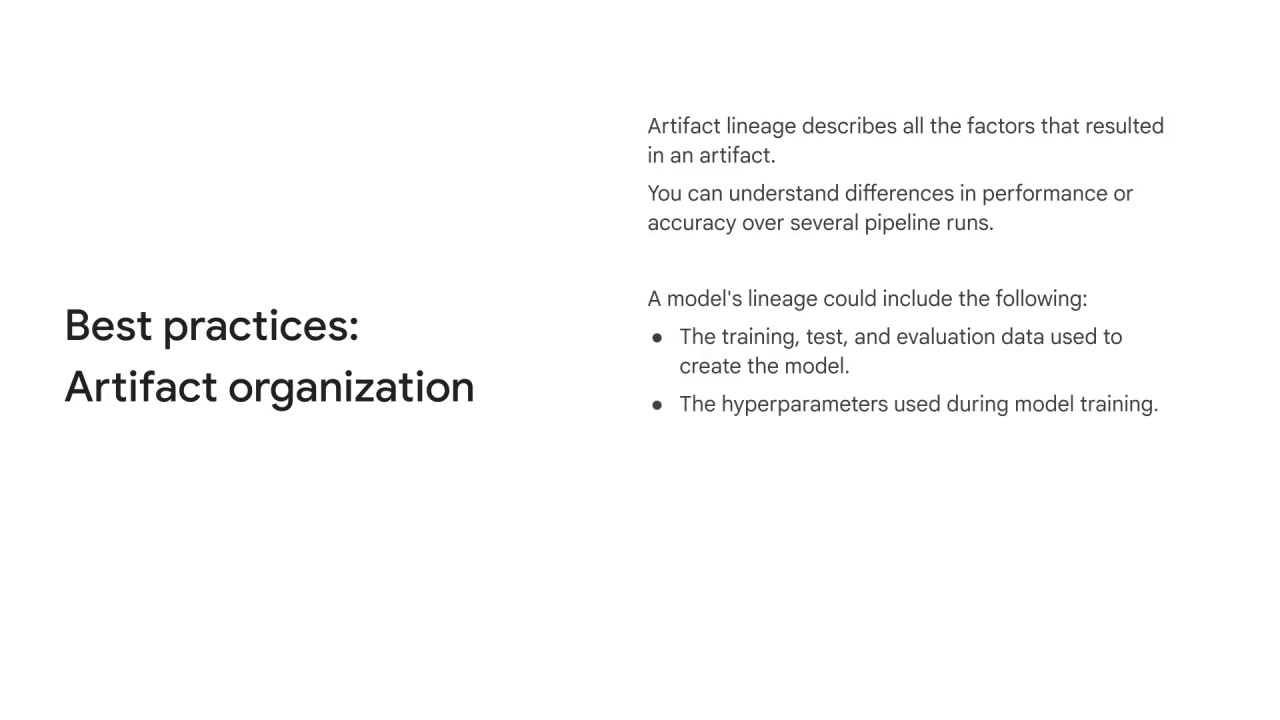 Best practices:
Artifact organization
Artifact lineage describes all the factors that resulted
in an artifact.
You can understand differences in performance or
accuracy over several pipeline runs.
A model's lineage could include the following:
● The training, test, and evaluation data used to
create the model.
● The hyperparameters used during model training.